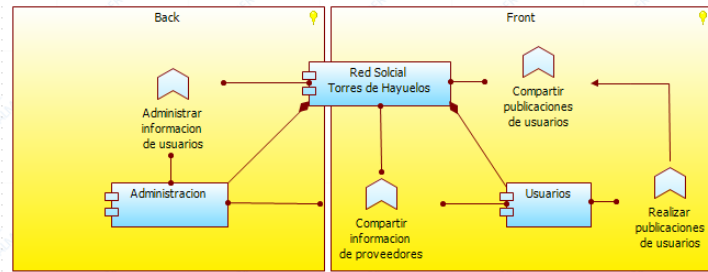 Back
Front
Red Solcial
Torres de Hayuelos
Administrar
informacion
de usuarios
Compartir
publicaciones
de usuarios
Administracion
Usuarios
Compartir
informacion
de proveedores
Realizar
publicaciones
de usuarios